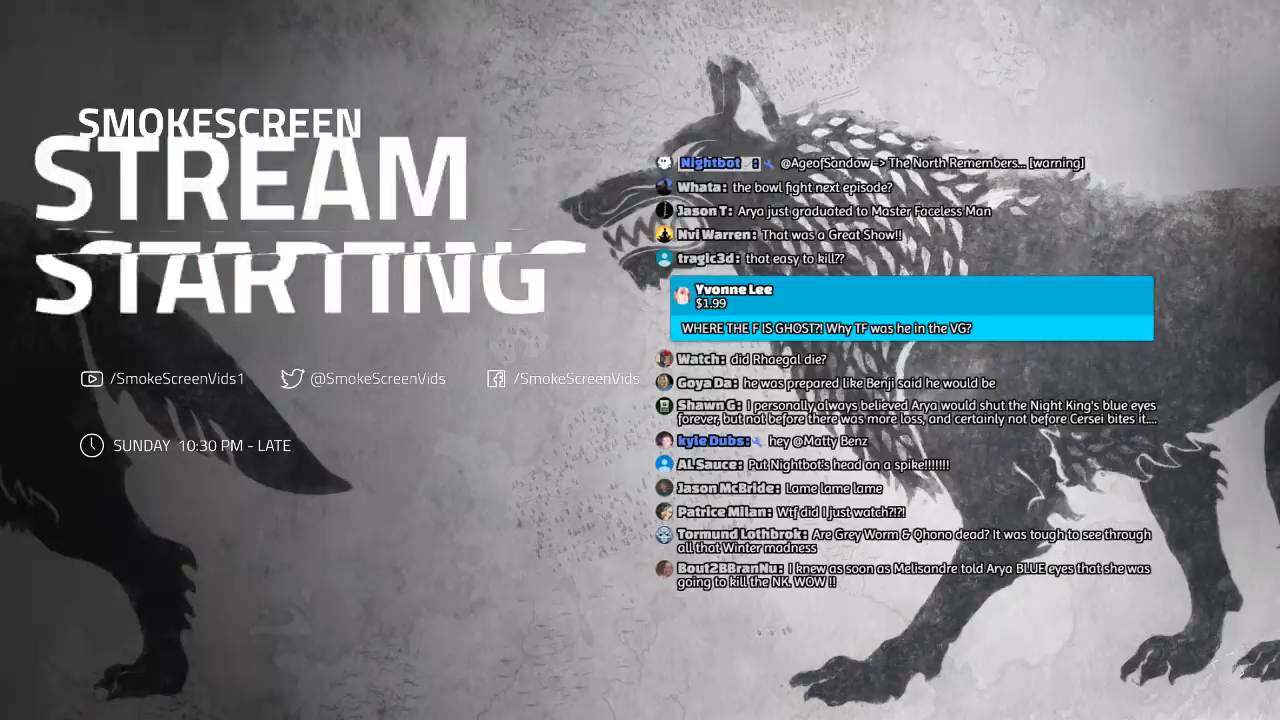 SMOKESCREEN
STREAM
STARTING
/SmokeScreenVids1
@SmokeScreenVids
/SmokeScreenVids
SUNDAY 10:30 PM - LATE
Nightbot : @AgeofSandow-> The North Remembers... [warning]
Whata: the bowl fight next episode?
Jason T: Arya just graduated to Master Faceless Man
Nvi Warren: That was a Great Show!!
tragic3d: that easy to kill??
Yvonne Lee
$1.99
WHERE THE F IS GHOST?! Why TF was he in the VG?
Watch: did Rhaegal die?
Goya Da: he was prepared like Benji said he would be
Shawn G: I personally always believed Arya would shut the Night King's blue eyes
forever, but not before there was more loss, and certainly not before Cersei bites it....
kyle Dubs: hey @Matty Benz
AL Sauce: Put Nightbot's head on a spike!!!!!!!
Jason McBride: Lame lame lame
Patrice Milan: Wtf did I just watch?!?!
Tormund Lothbrok: Are Grey Worm & Qhono dead? It was tough to see through
all that Winter madness
Bout2BBranNu: I knew as soon as Melisandre told Arya BLUE eyes that she was
going to kill the NK. WOW !!